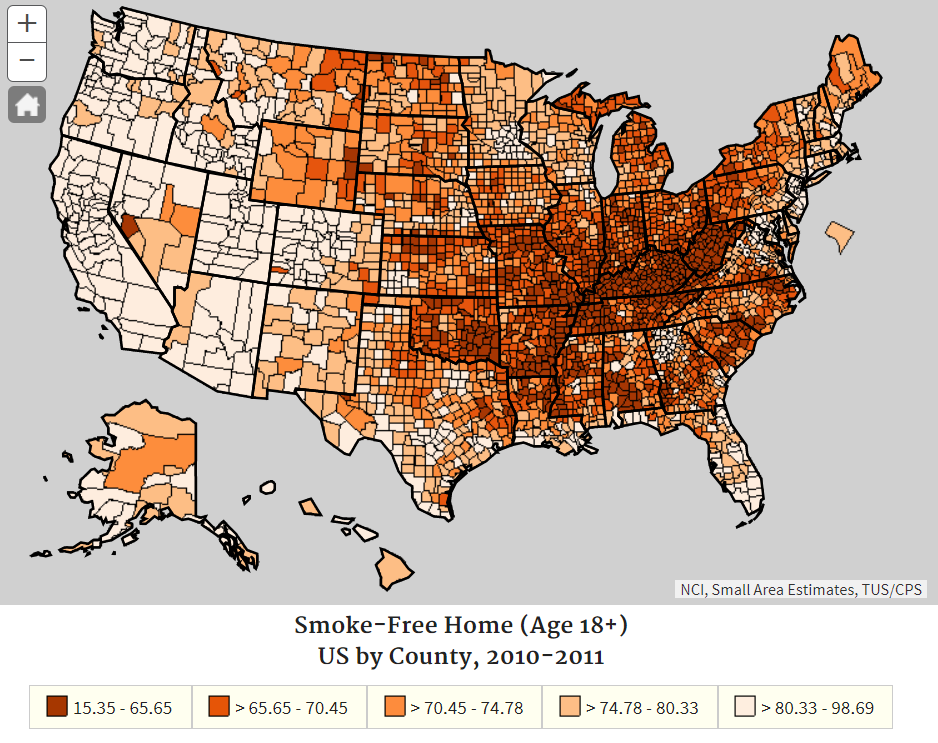 +
−
NCI, Small Area Estimates, TUS/CPS
Smoke-Free Home (Age 18+)
US by County, 2010-2011
15.35 - 65.65 > 65.65 - 70.45 > 70.45 - 74.78 > 74.78 - 80.33 > 80.33 - 98.69